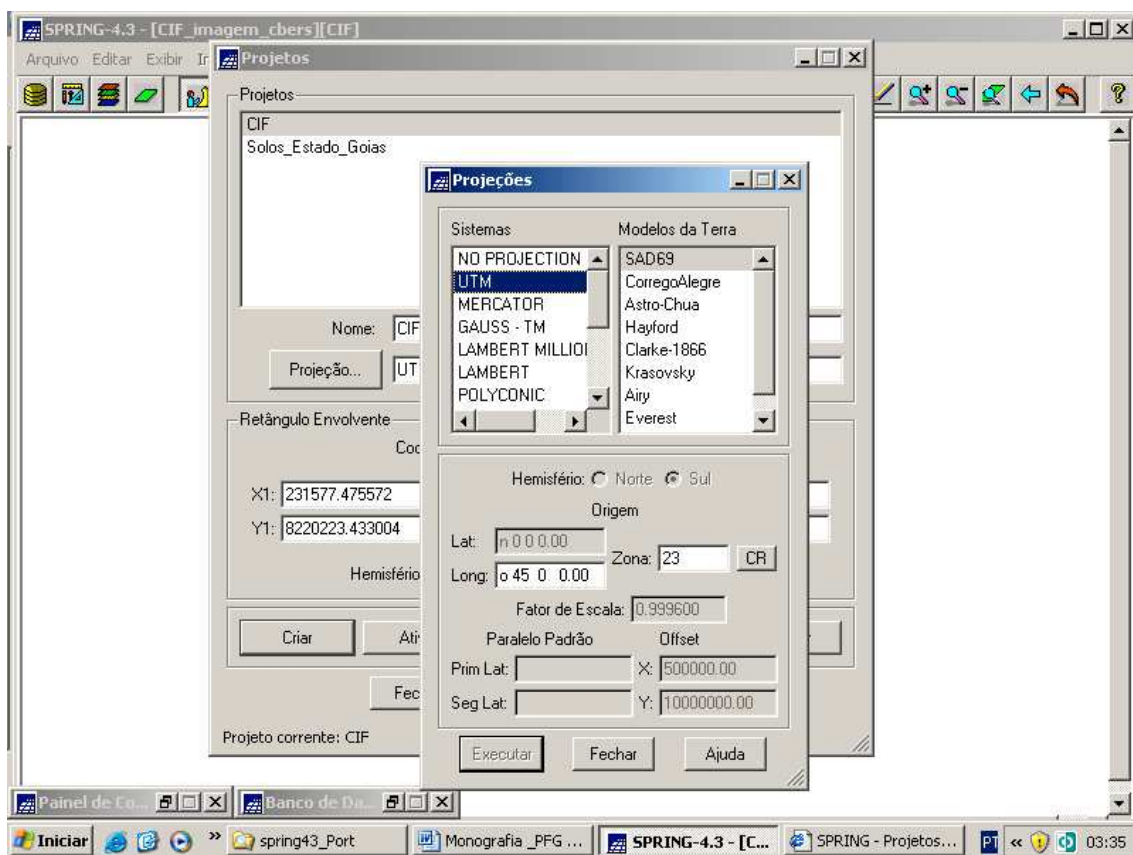 SPRING-4.3 - [CIF_imagem_cbers][CIF]
Arquivo Editar Exibir
Projetos
Projetos
CIF
Solos_Estado_Goias
Nome: CIF
Projeção...
Retângulo Envolvente
X1: 231577.475572
Y1: 8220223.433004
Hemisfério
Criar
Projeto corrente: CIF
Projeções
Sistemas
NO PROJECTION
UTM
MERCATOR
GAUSS - TM
LAMBERT
LAMBERT
POLYCONIC
Modelos da Terra
SAD69
CorregoAlegre
Astro-Chua
Hayford
Clarke-1866
Krasovsky
Airy
Everest
Hemisfério: Norte Sul
Origem
Lat: n 0 0 0.00
Long: o 45 0 0.00
Zona: 23 CR
Fator de Escala: 0.999600
Paralelo Padrão Offset
Prim Lat: X: 500000.00
Seg Lat: Y: 10000000.00
Executar Fechar Ajuda
Painel de Co... Banco de Da...
Iniciar » spring43_Port Monografia _PFG ... SPRING-4.3 - [C... SPRING - Projetos... PT « 03:35